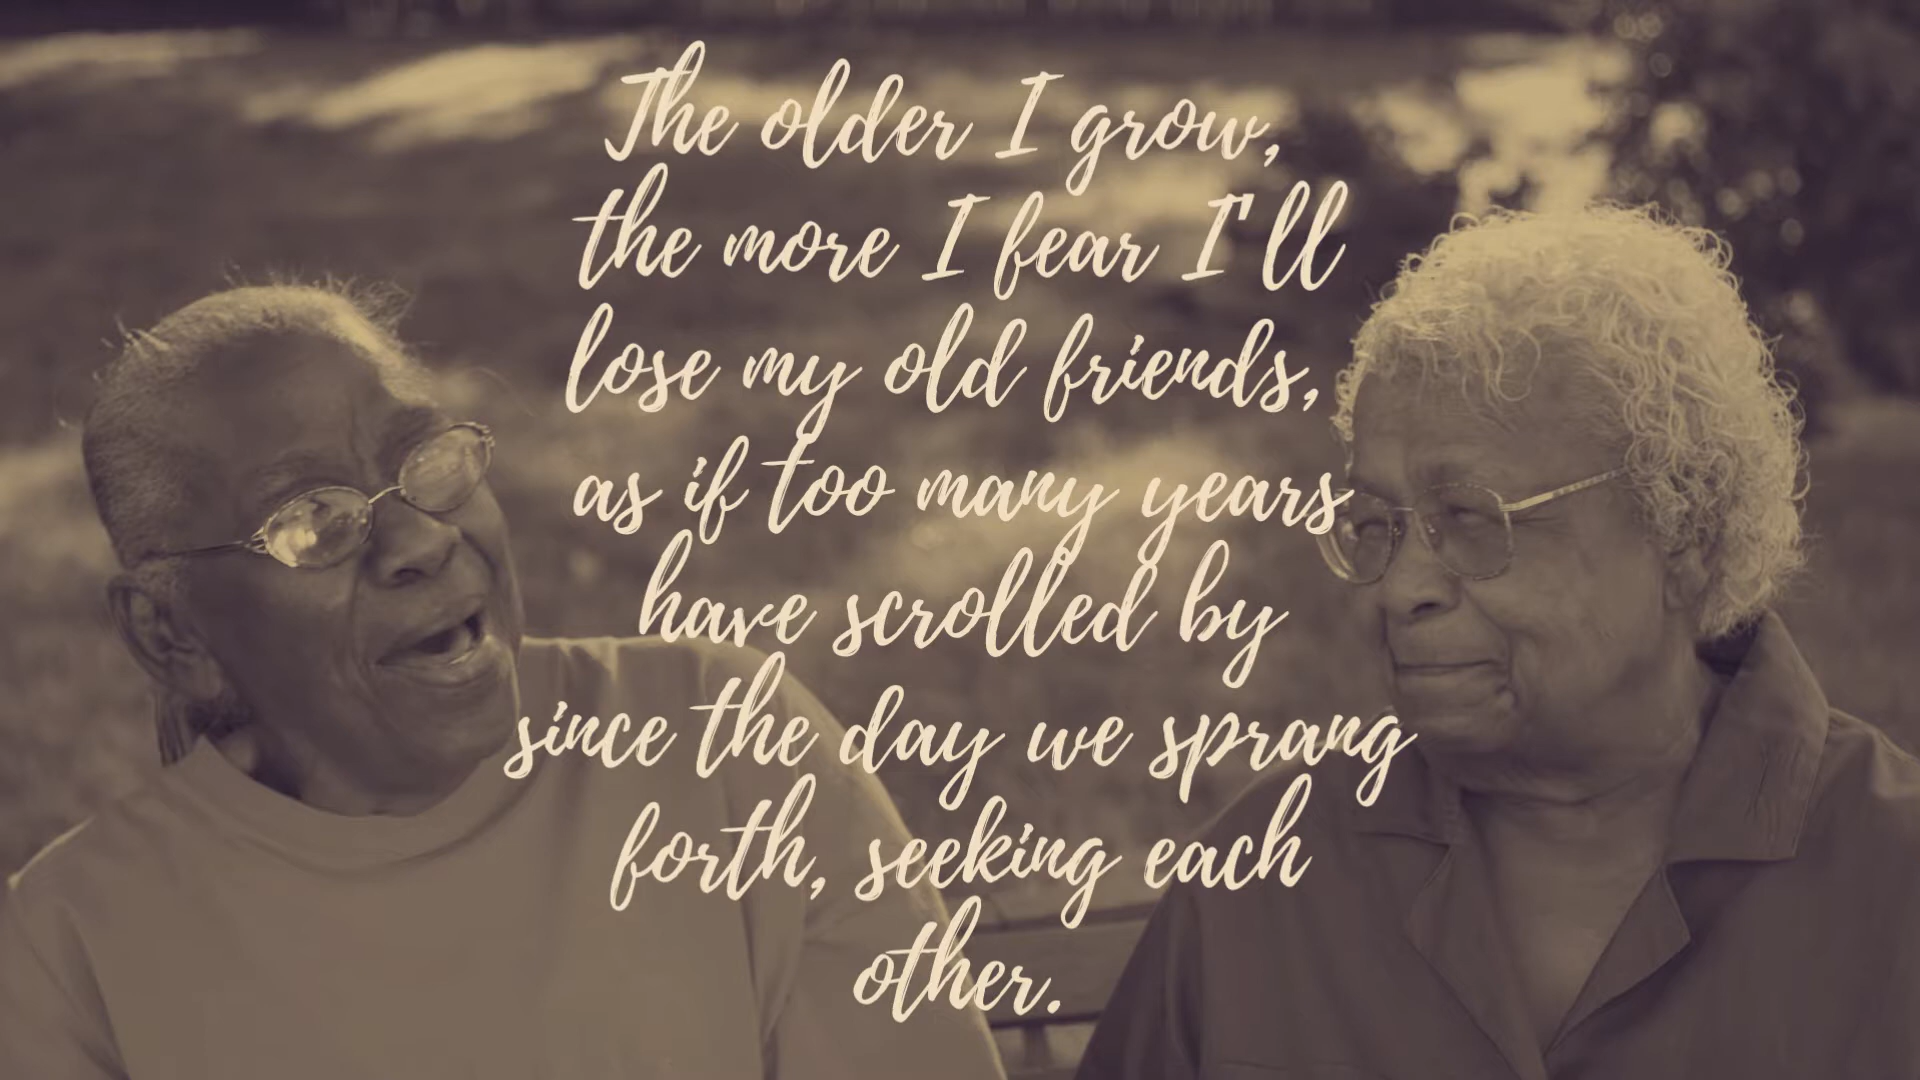 The older I grow,
the more I fear I'll
lose my old friends,
as if too many years
have scrolled by
since the day we sprang
forth, seeking each
other.